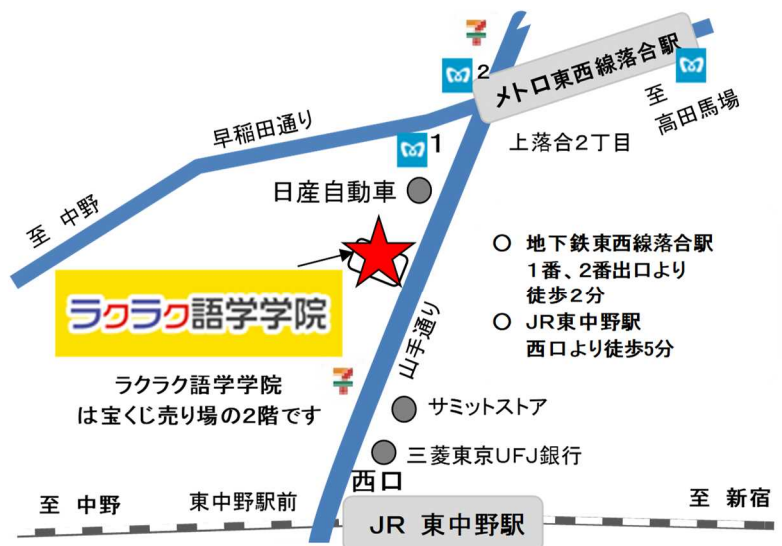 メトロ東西線落合駅
2
至
高田馬場
早稲田通り
1
上落合2丁目
日産自動車
至 中野
○ 地下鉄東西線落合駅
1番、2番出口より
徒歩2分
○ JR東中野駅
西口より徒歩5分
ラクラク語学学院
山手通り
7
ラクラク語学学院
は宝くじ売り場の2階です
サミットストア
三菱東京UFJ銀行
西口
至 中野
東中野駅前
JR 東中野駅
至 新宿